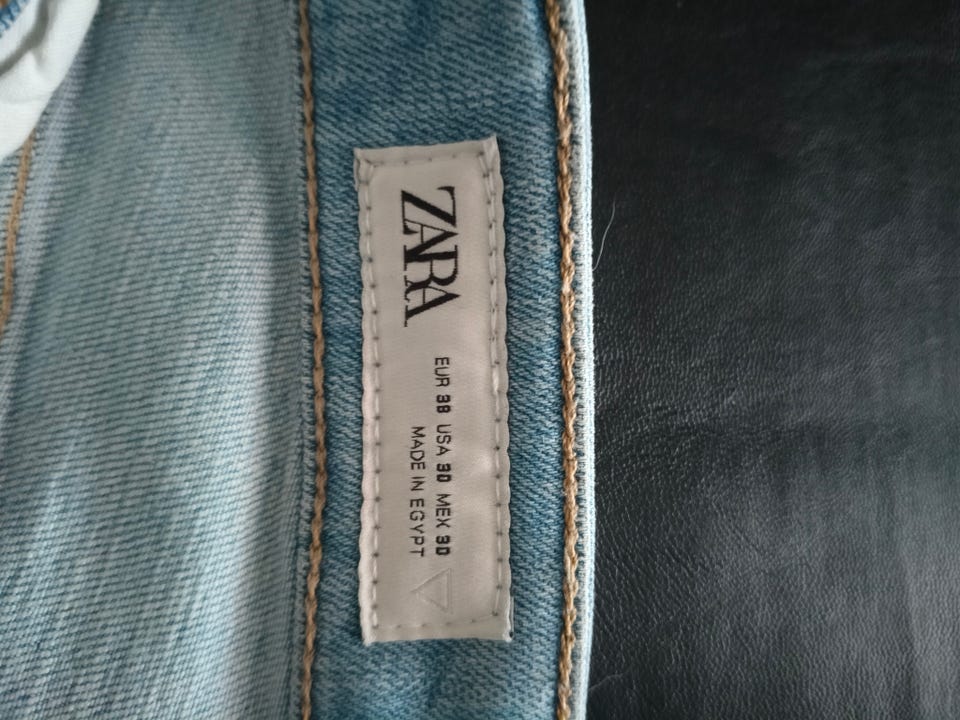 ZARA
EUR 38 USA 30 MEX 30
MADE IN EGYPT